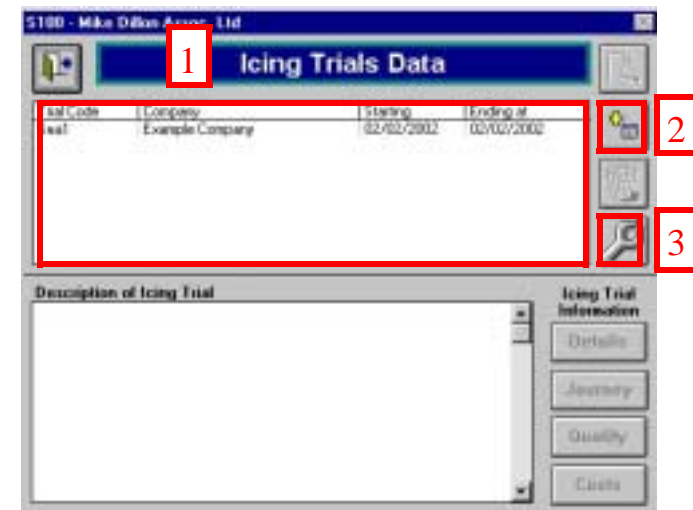 S100 - Mike Dillon Assoc. Ltd
1
Icing Trials Data
Company Starting Ending at
Example Company 02/02/2002 02/02/2002
2
3
Description of Icing Trial
Icing Trial
Information
Details
Journey
Quality
Costs